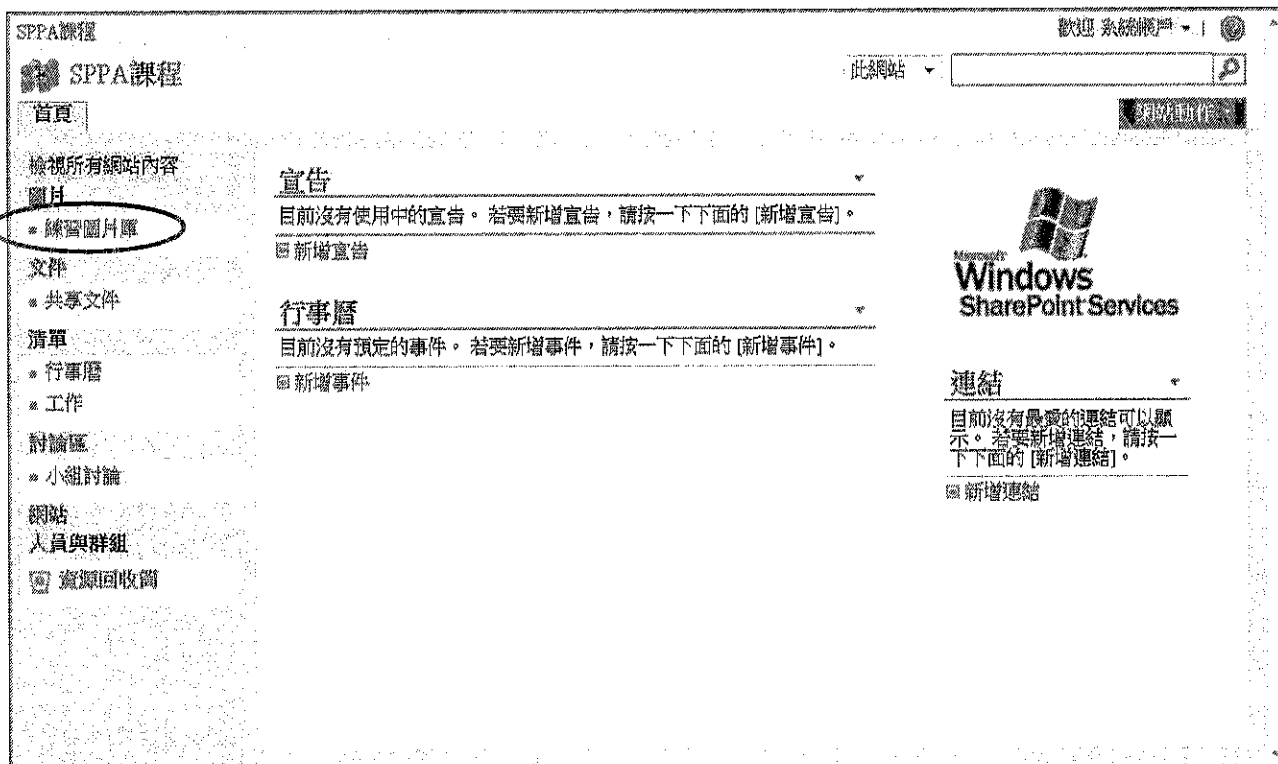 SPPA課程
歡迎 系統帳戶
SPPA課程
此網站
首頁
網站動作
檢視所有網站內容
圖片
練習圖片庫
文件
共享文件
清單
行事曆
工作
討論區
小組討論
網站
人員與群組
資源回收筒
宣告
目前沒有使用中的宣告。 若要新增宣告，請按一下下面的 [新增宣告]。
新增宣告
行事曆
目前沒有預定的事件。 若要新增事件，請按一下下面的 [新增事件]。
新增事件
Microsoft
Windows
SharePoint Services
連結
目前沒有最愛的連結可以顯
示。 若要新增連結，請按一
下下面的 [新增連結]。
新增連結